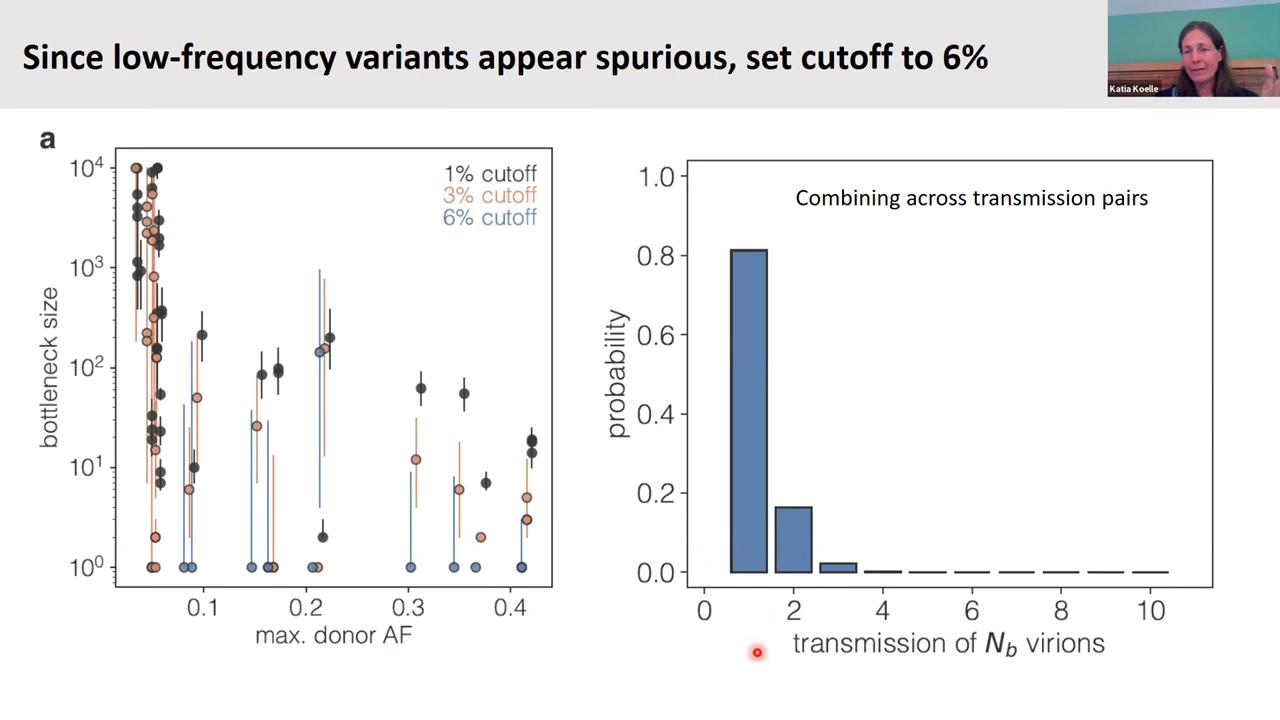 Since low-frequency variants appear spurious, set cutoff to 6%
Katia Koelle
a
1% cutoff
3% cutoff
6% cutoff
10⁴
10³
10²
10¹
10⁰
bottleneck size
0.1 0.2 0.3 0.4
max. donor AF
Combining across transmission pairs
1.0
0.8
0.6
0.4
0.2
0.0
probability
0 2 4 6 8 10
transmission of N_b virions